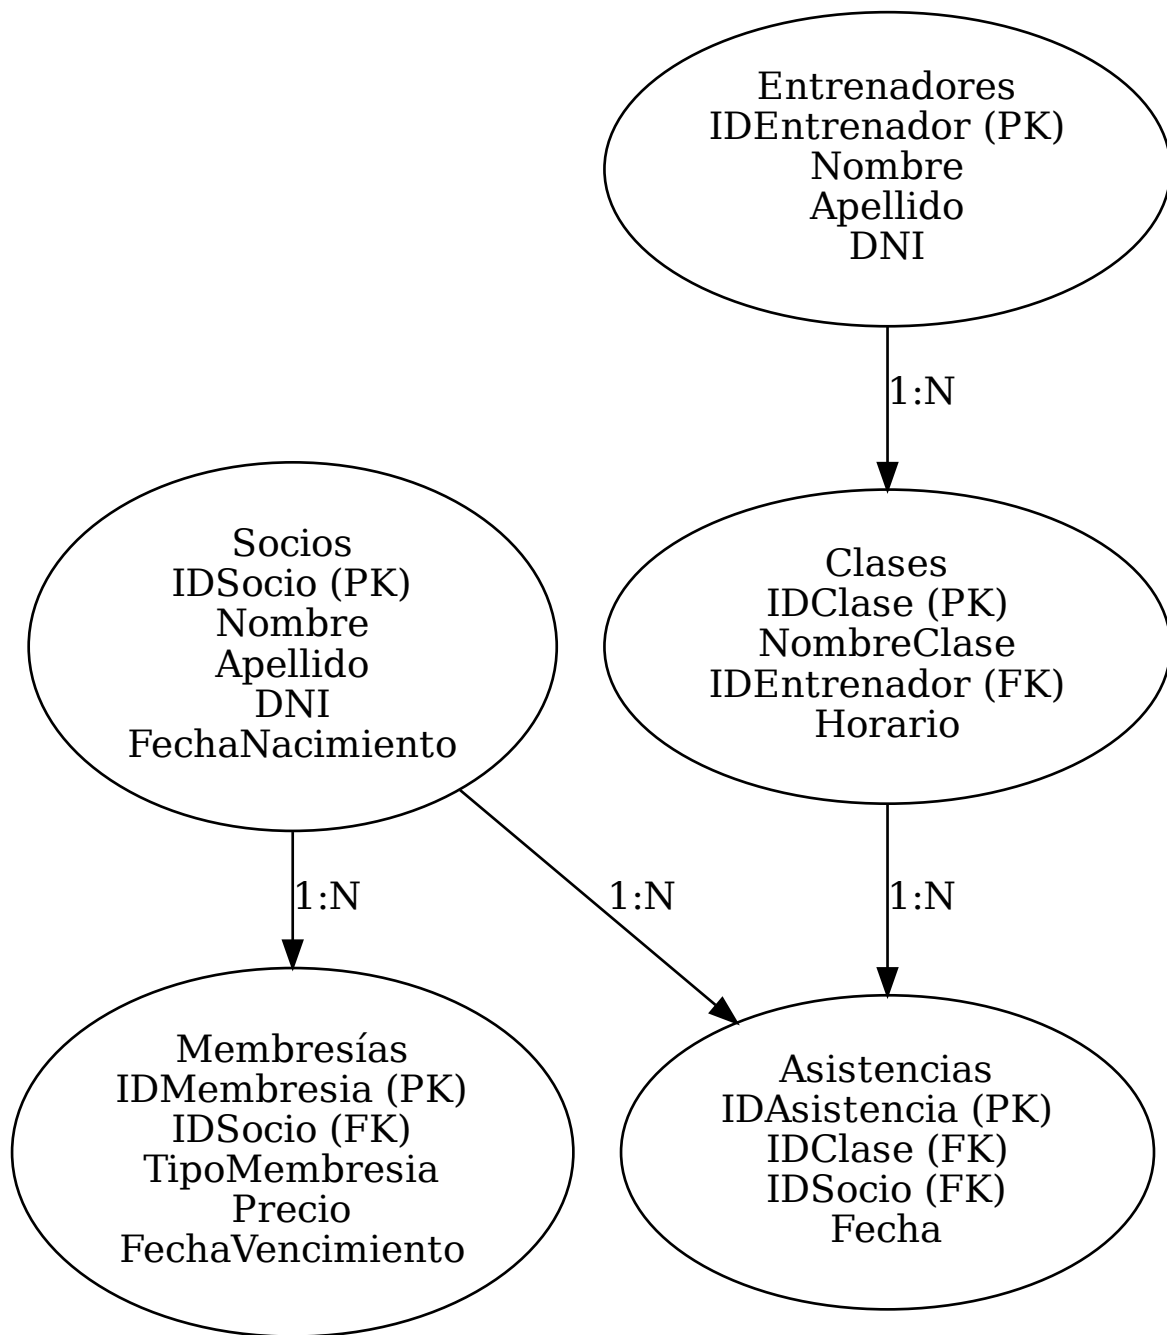 Entrenadores
IDEntrenador (PK)
Nombre
Apellido
DNI
1:N
Socios
IDSocio (PK)
Nombre
Apellido
DNI
FechaNacimiento
Clases
IDClase (PK)
NombreClase
IDEntrenador (FK)
Horario
1:N
1:N
1:N
Membresías
IDMembresia (PK)
IDSocio (FK)
TipoMembresia
Precio
FechaVencimiento
Asistencias
IDAsistencia (PK)
IDClase (FK)
IDSocio (FK)
Fecha